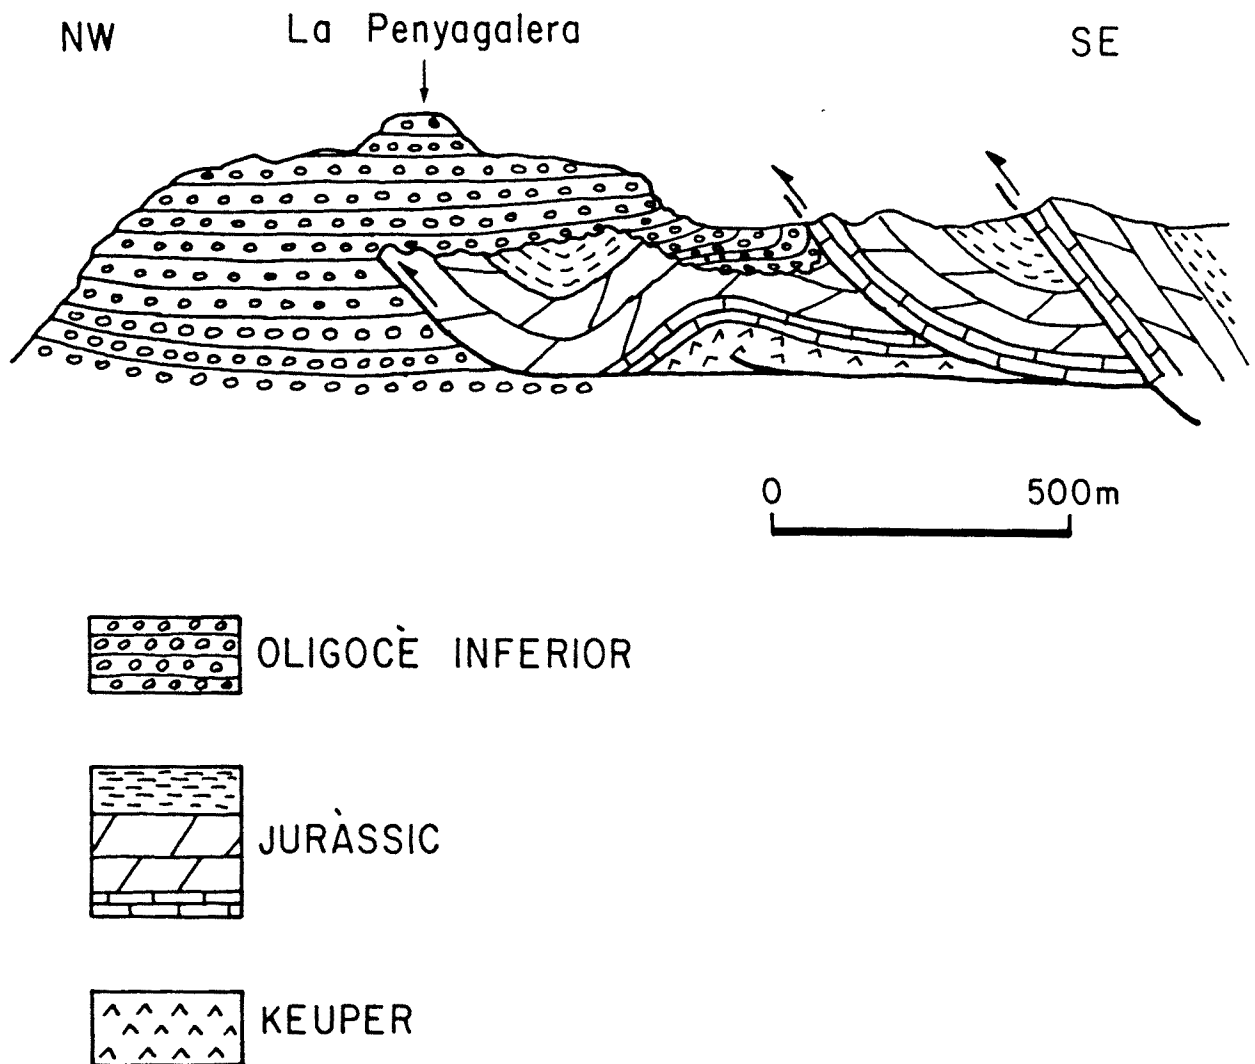 NW La Penyagalera SE
0 500m
OLIGOCÈ INFERIOR
JURÀSSIC
KEUPER